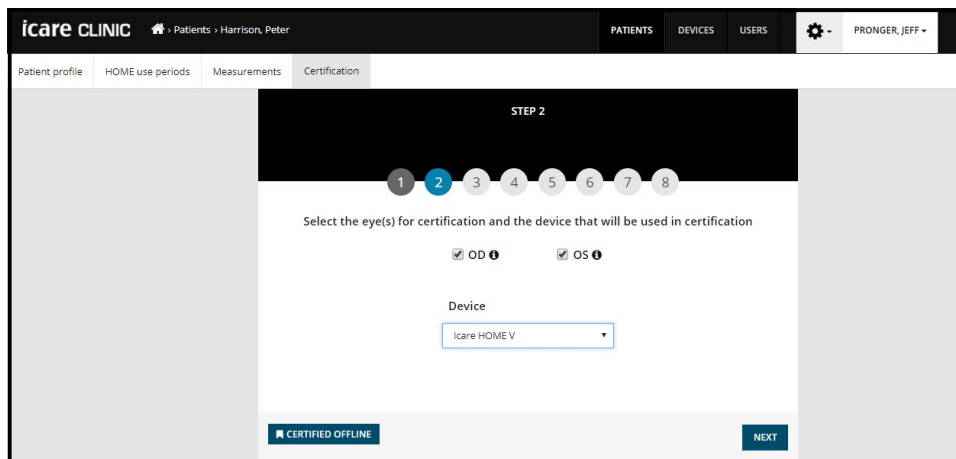 icare CLINIC › Patients › Harrison, Peter PATIENTS DEVICES USERS PRONGER, JEFF
Patient profile HOME use periods Measurements Certification
STEP 2
1 2 3 4 5 6 7 8
Select the eye(s) for certification and the device that will be used in certification
OD OS
Device
Icare HOME V
CERTIFIED OFFLINE NEXT